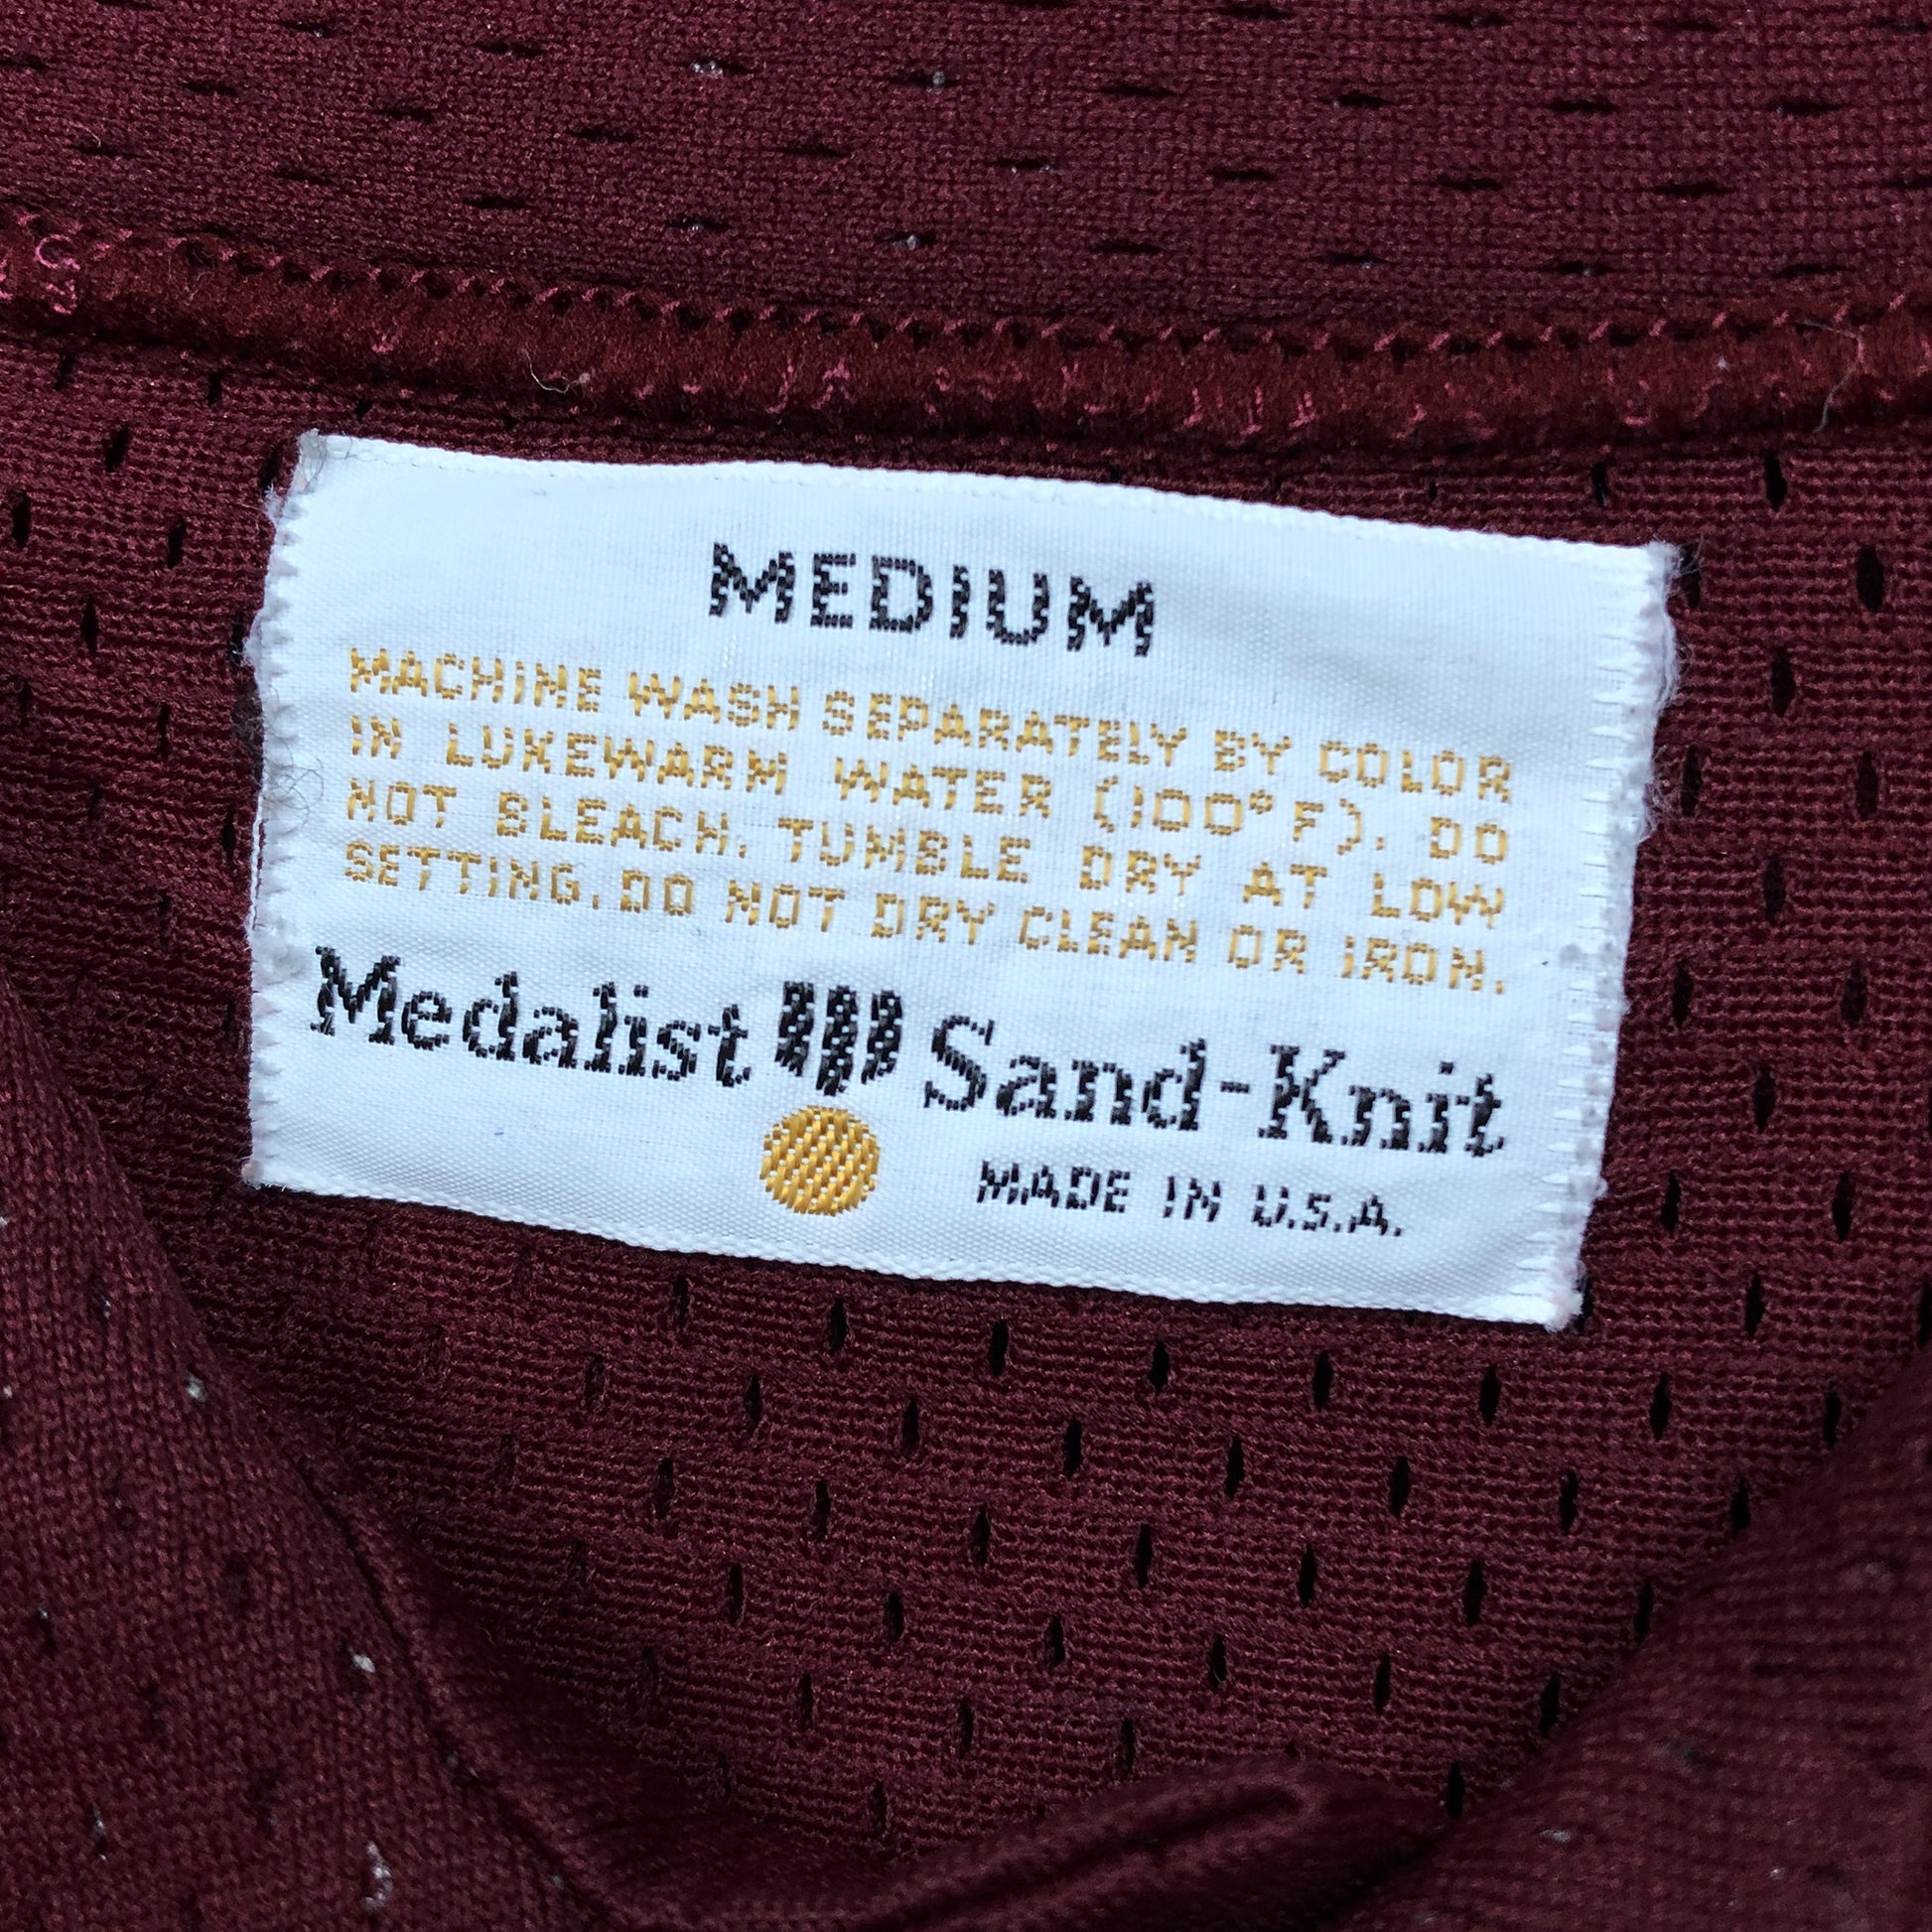 MEDIUM
MACHINE WASH SEPARATELY BY COLOR
IN LUKEWARM WATER (100° F). DO
NOT BLEACH. TUMBLE DRY AT LOW
SETTING. DO NOT DRY CLEAN OR IRON.
Medalist Sand-Knit
MADE IN U.S.A.